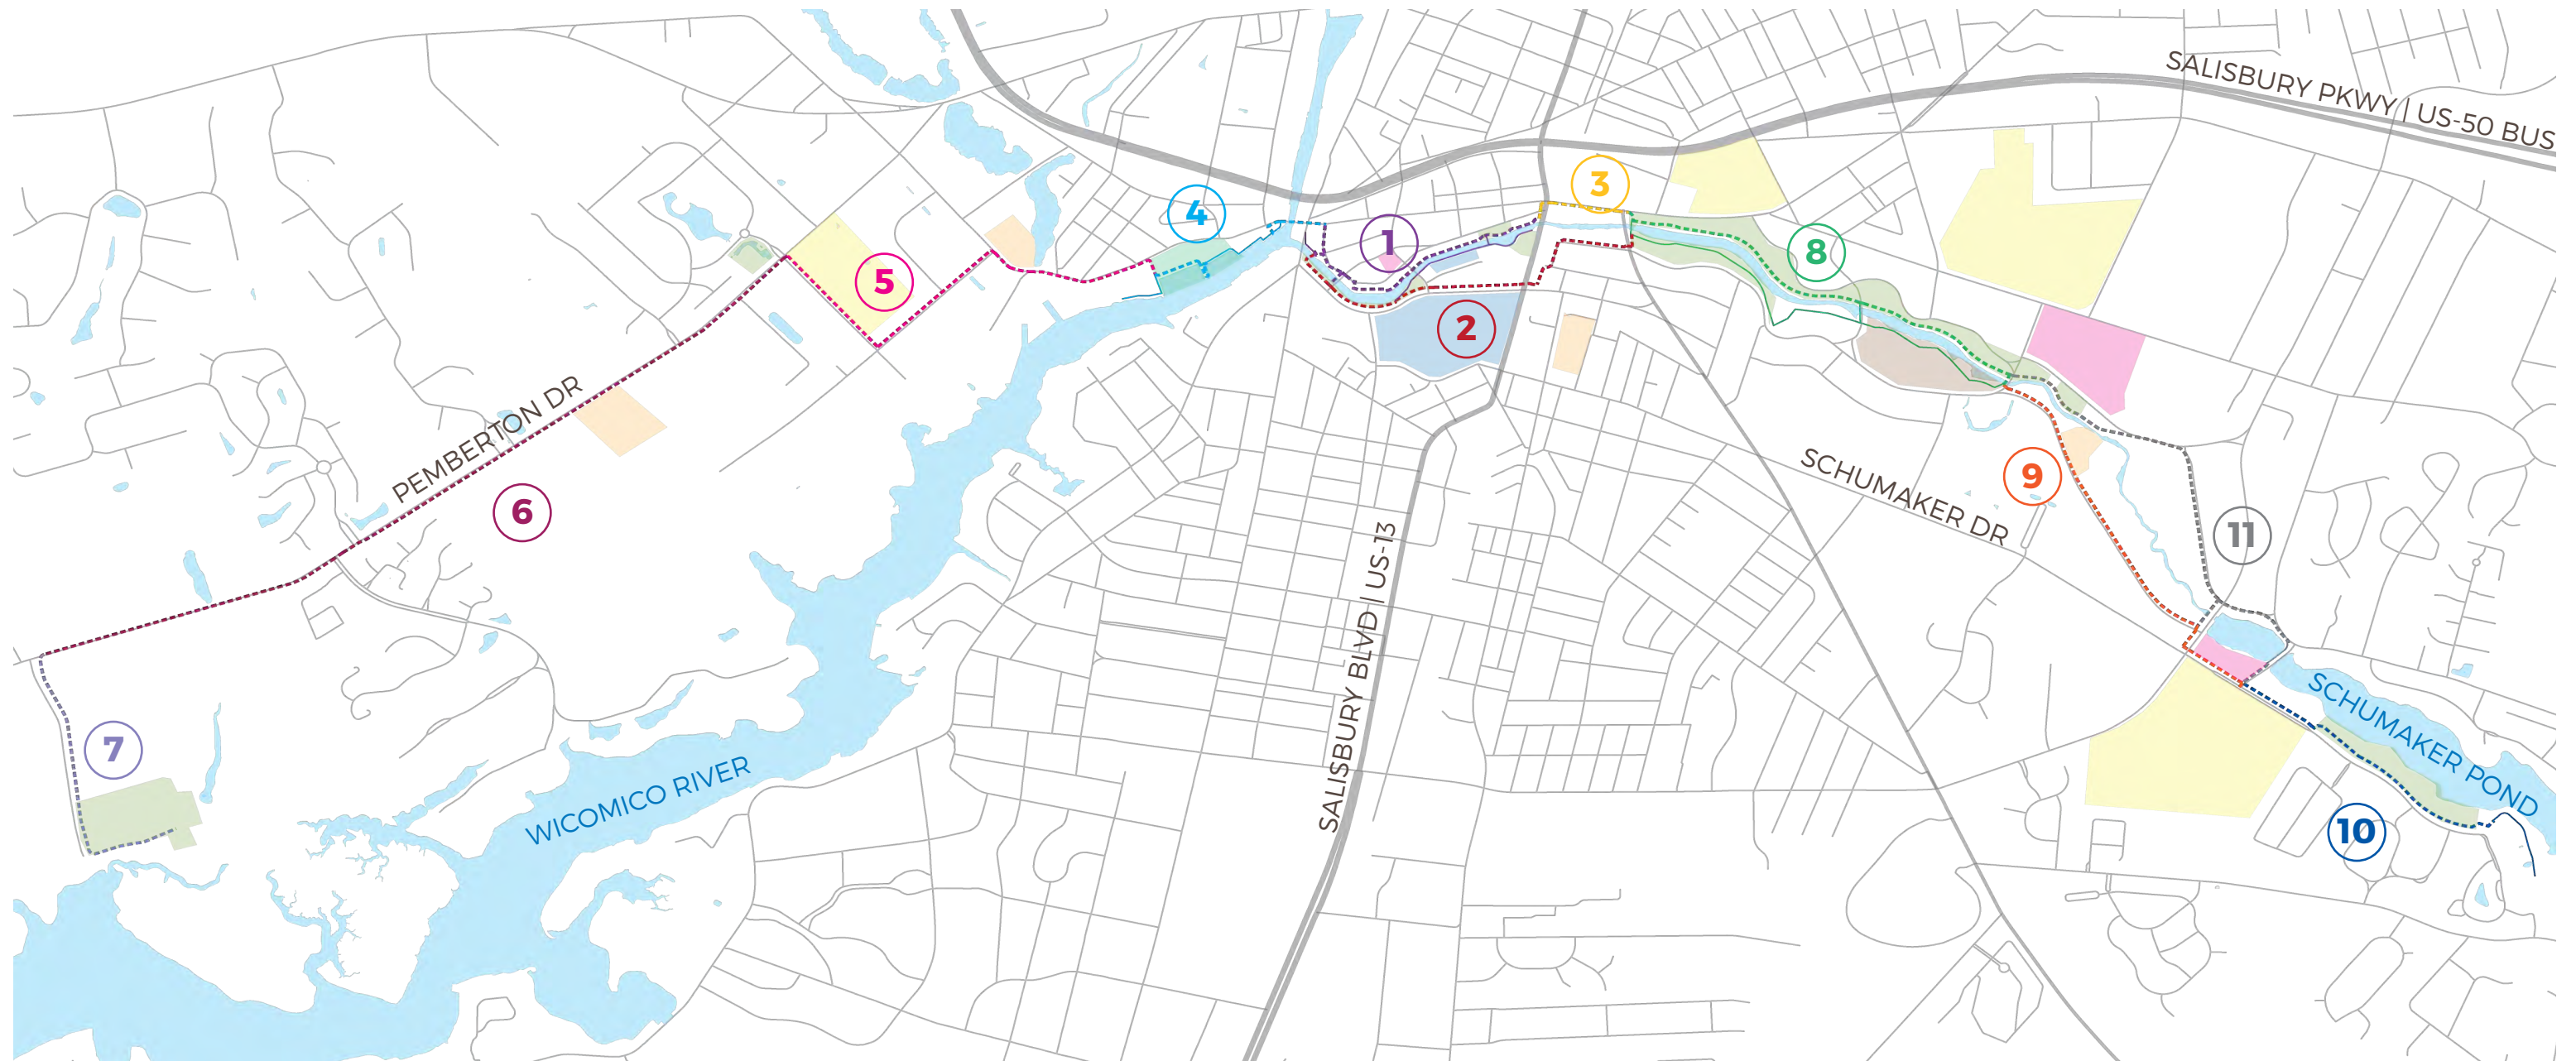 SALISBURY PKWY | US-50 BUS
3
4
1
8
5
2
PEMBERTON DR
6
SCHUMAKER DR
9
11
SALISBURY BLVD | US-13
7
WICOMICO RIVER
SCHUMAKER POND
10